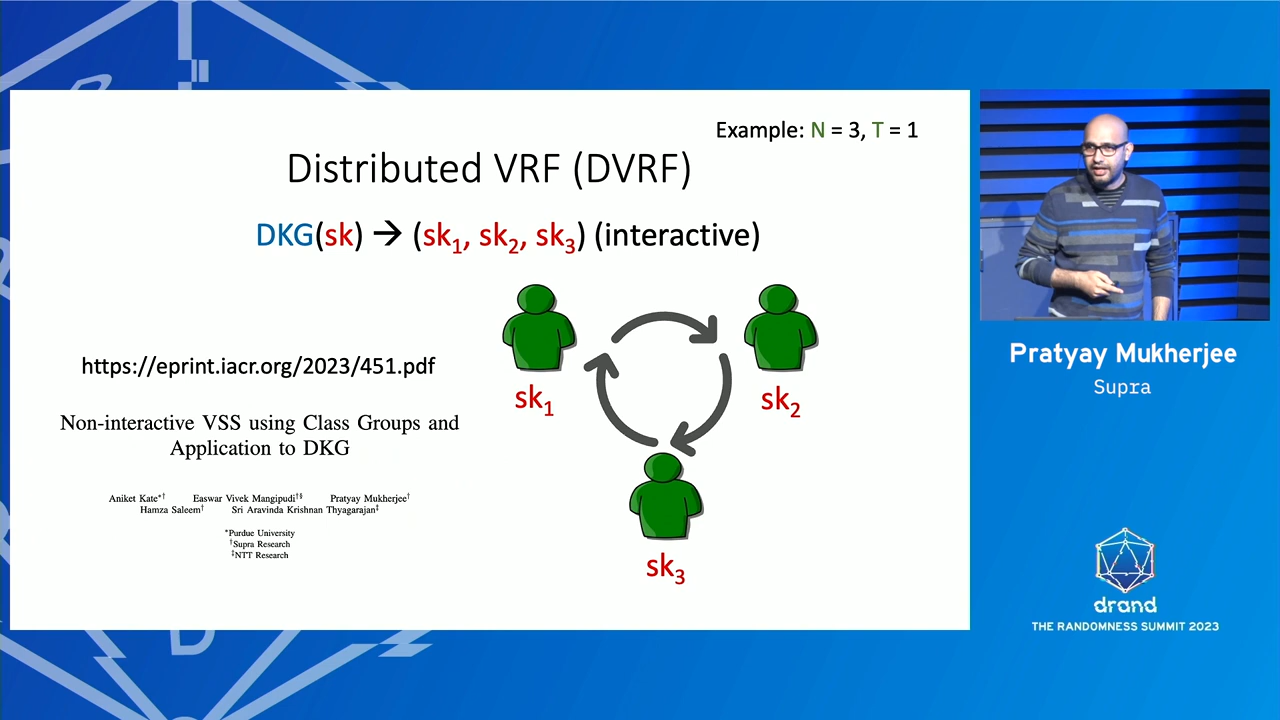 Example: N = 3, T = 1
Distributed VRF (DVRF)
DKG(sk) → (sk1, sk2, sk3) (interactive)
https://eprint.iacr.org/2023/451.pdf
Non-interactive VSS using Class Groups and
Application to DKG
Aniket Kate*† Easwar Vivek Mangipudi†§ Pratyay Mukherjee†
Hamza Saleem† Sri Aravinda Krishnan Thyagarajan‡
*Purdue University
†Supra Research
‡NTT Research
sk1
sk2
sk3
Pratyay Mukherjee
Supra
drand
THE RANDOMNESS SUMMIT 2023